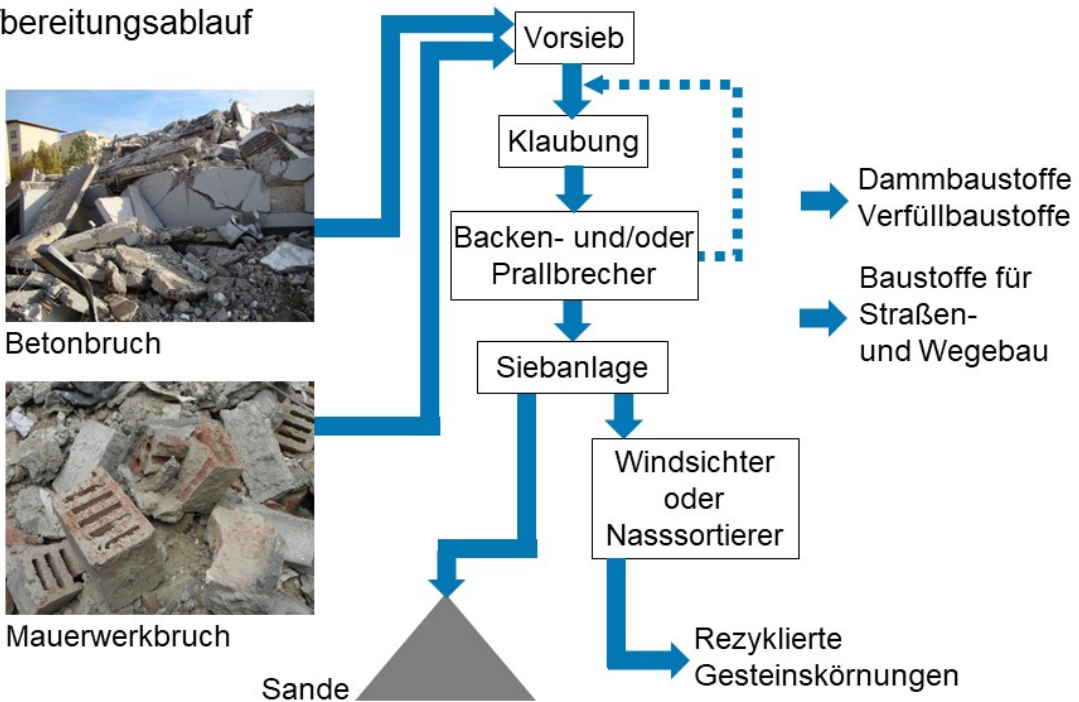 bereitungsablauf
Vorsieb
Klaubung
Backen- und/oder
Prallbrecher
Siebanlage
Windsichter
oder
Nasssortierer
Betonbruch
Mauerwerkbruch
Sande
Dammbaustoffe
Verfüllbaustoffe
Baustoffe für
Straßen-
und Wegebau
Rezyklierte
Gesteinskörnungen